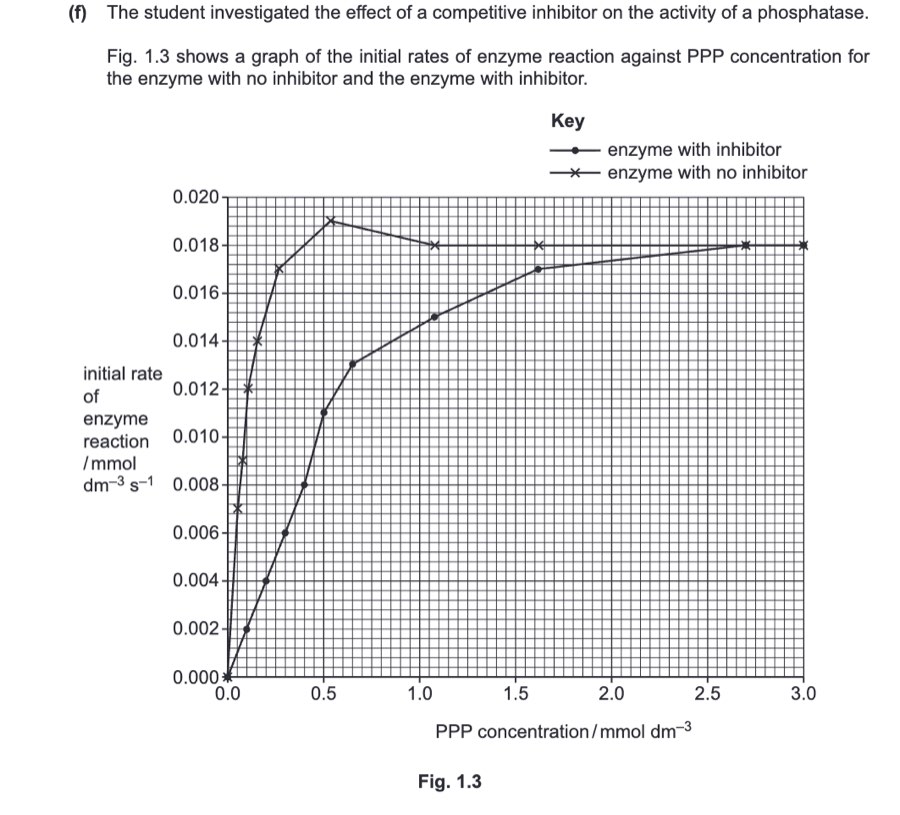 (f) The student investigated the effect of a competitive inhibitor on the activity of a phosphatase.
Fig. 1.3 shows a graph of the initial rates of enzyme reaction against PPP concentration for
the enzyme with no inhibitor and the enzyme with inhibitor.
Key
enzyme with inhibitor
enzyme with no inhibitor
0.020
0.018
0.016
0.014
initial rate
0.012
of
enzyme
0.010
reaction
/mmol
dm⁻³ s⁻¹
0.008
0.006
0.004
0.002
0.000
0.0 0.5 1.0 1.5 2.0 2.5 3.0
PPP concentration/mmol dm⁻³
Fig. 1.3